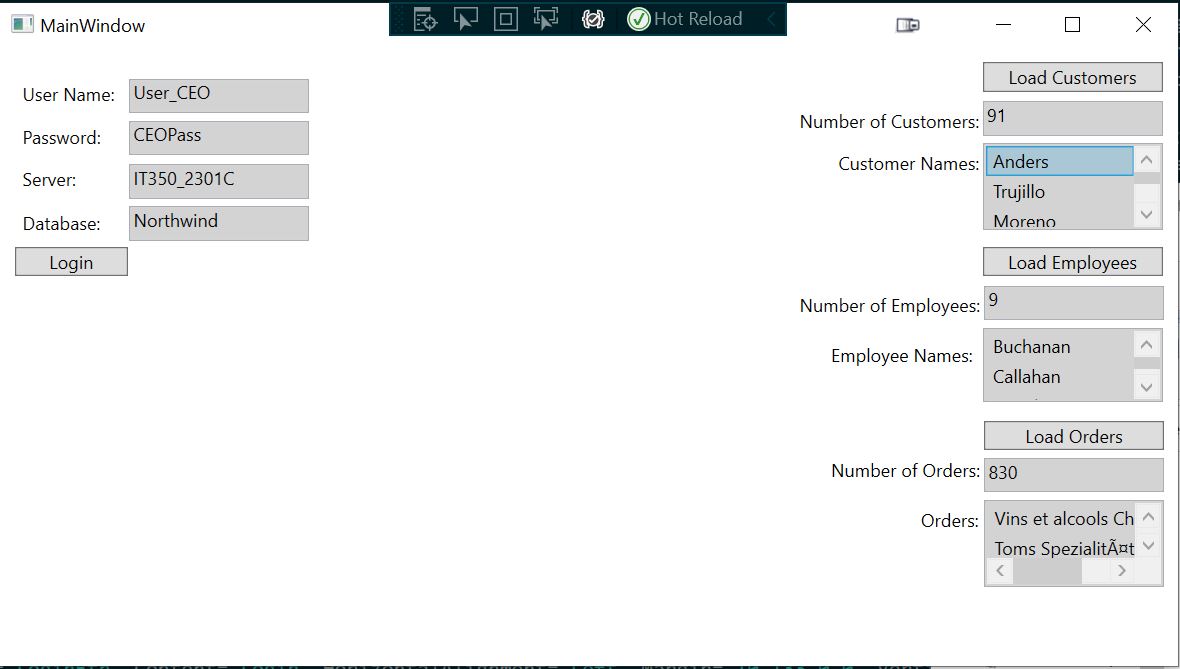 MainWindow
Hot Reload
User Name: User_CEO
Password: CEOPass
Server: IT350_2301C
Database: Northwind
Login
Load Customers
Number of Customers: 91
Customer Names: Anders
Trujillo
Moreno
Load Employees
Number of Employees: 9
Employee Names: Buchanan
Callahan
Load Orders
Number of Orders: 830
Orders: Vins et alcools Ch
Toms SpezialitÃ¤t